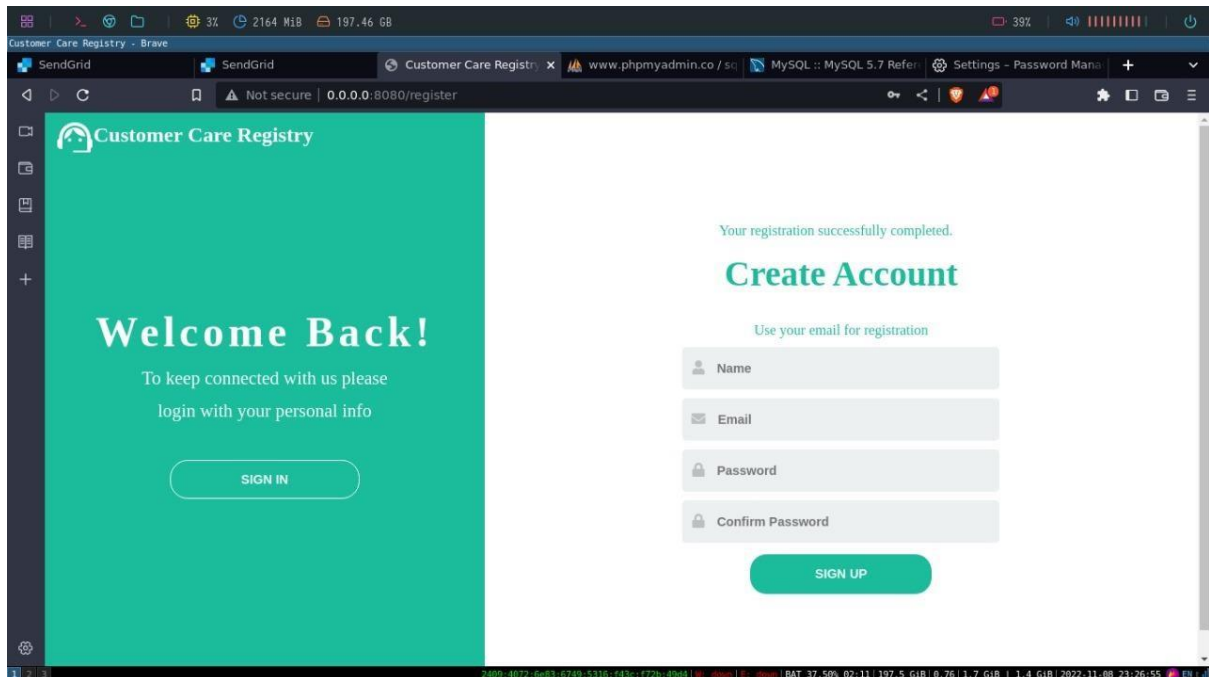 3% 2164 MiB 197.46 GB 39%
Customer Care Registry - Brave
SendGrid SendGrid Customer Care Registry www.phpmyadmin.co / sq MySQL :: MySQL 5.7 Refer Settings – Password Mana
Not secure 0.0.0.0:8080/register
Customer Care Registry
Your registration successfully completed.
Create Account
Use your email for registration
Welcome Back!
To keep connected with us please
login with your personal info
SIGN IN
Name
Email
Password
Confirm Password
SIGN UP
1 2 3 BAT 37.50% 02:11 | 197.5 GiB | 0.76 | 1.7 GiB | 1.4 GiB | 2022-11-08 23:26:55 EN